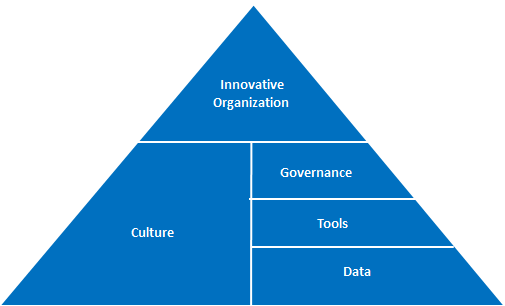 Innovative
Organization
Governance
Culture
Tools
Data